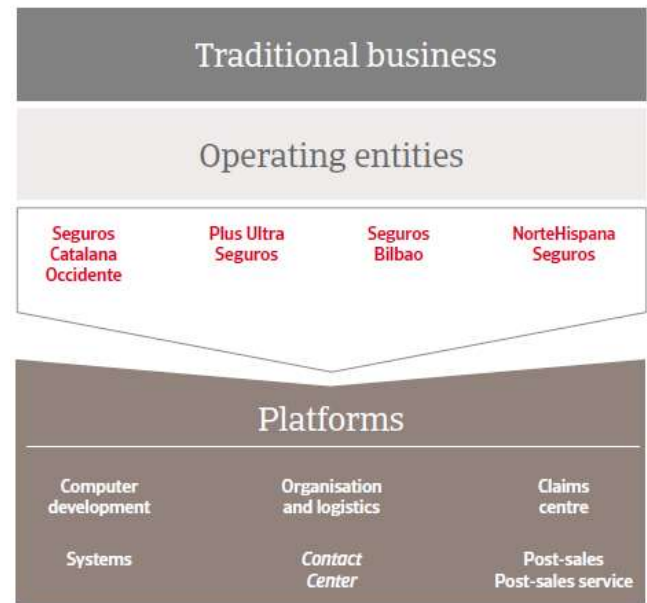 Traditional business
Operating entities
Seguros
Catalana
Occidente
Plus Ultra
Seguros
Seguros
Bilbao
NorteHispana
Seguros
Platforms
Computer
development
Organisation
and logistics
Claims
centre
Systems
Contact
Center
Post-sales
Post-sales service